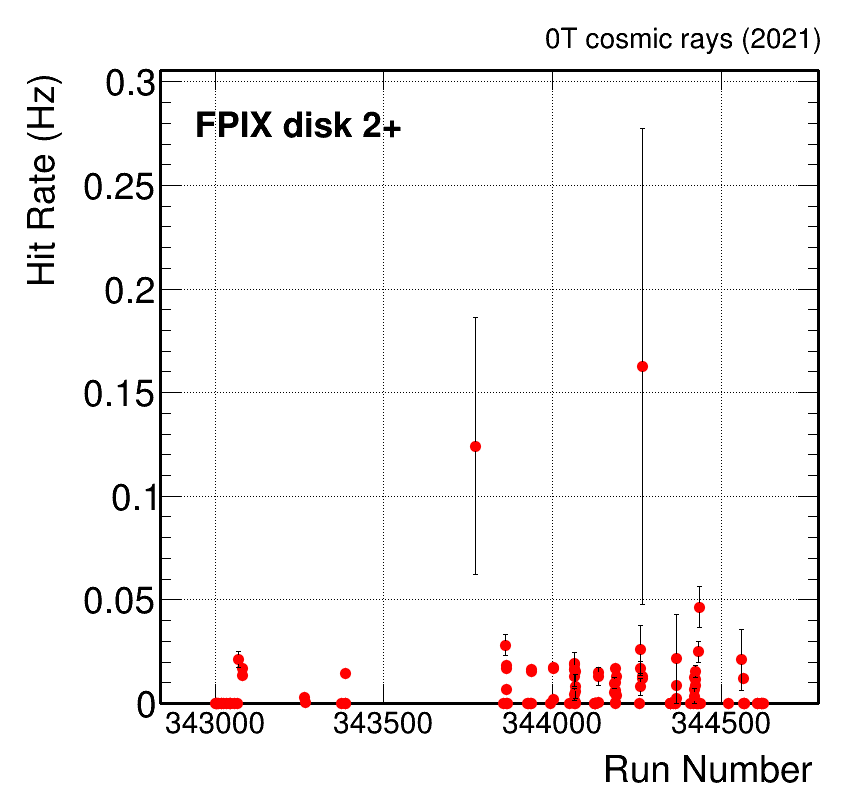 0T cosmic rays (2021)
Hit Rate (Hz)
FPIX disk 2+
0.3
0.25
0.2
0.15
0.1
0.05
0
343000 343500 344000 344500
Run Number